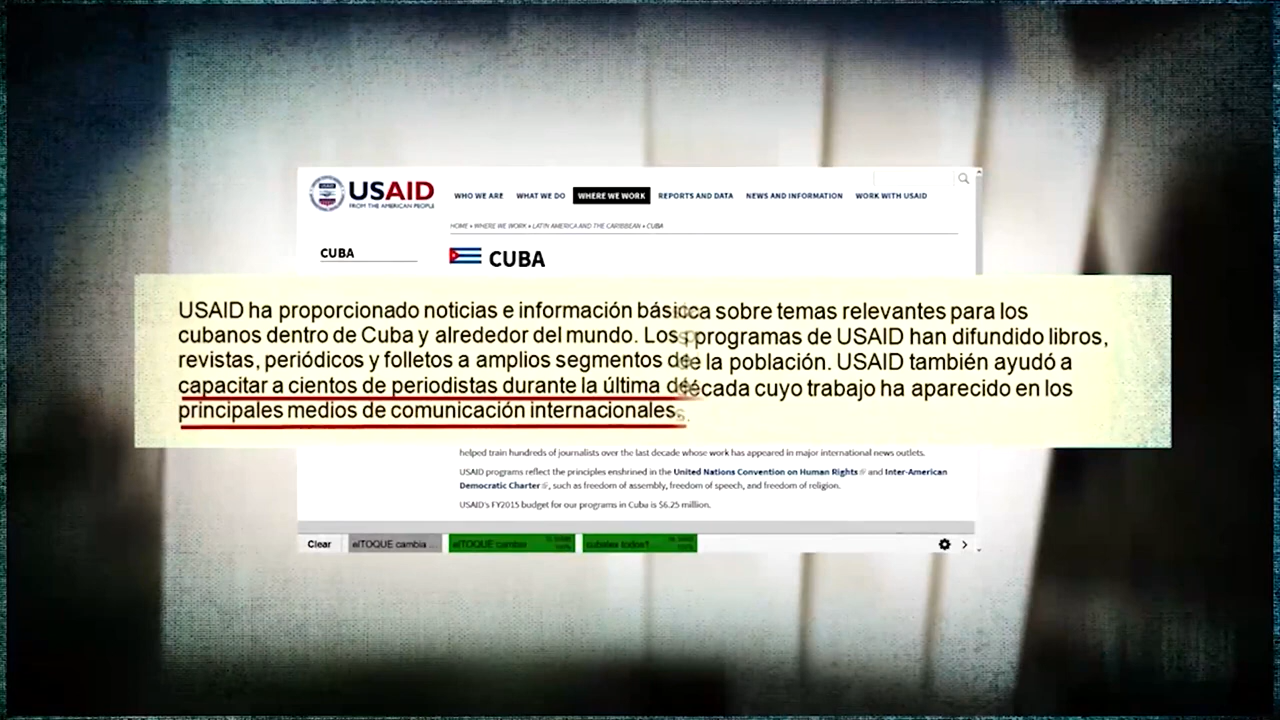 USAID
FROM THE AMERICAN PEOPLE
WHO WE ARE WHAT WE DO WHERE WE WORK REPORTS AND DATA NEWS AND INFORMATION WORK WITH USAID
HOME » WHERE WE WORK » LATIN AMERICA AND THE CARIBBEAN » CUBA
CUBA
CUBA
USAID ha proporcionado noticias e información básica sobre temas relevantes para los
cubanos dentro de Cuba y alrededor del mundo. Los programas de USAID han difundido libros,
revistas, periódicos y folletos a amplios segmentos de la población. USAID también ayudó a
capacitar a cientos de periodistas durante la última década cuyo trabajo ha aparecido en los
principales medios de comunicación internacionales.
helped train hundreds of journalists over the last decade whose work has appeared in major international news outlets.
USAID programs reflect the principles enshrined in the United Nations Convention on Human Rights and Inter-American
Democratic Charter, such as freedom of assembly, freedom of speech, and freedom of religion.
USAID's FY2015 budget for our programs in Cuba is $6.25 million.
Clear elTOQUE cambia ... elTOQUE cambia